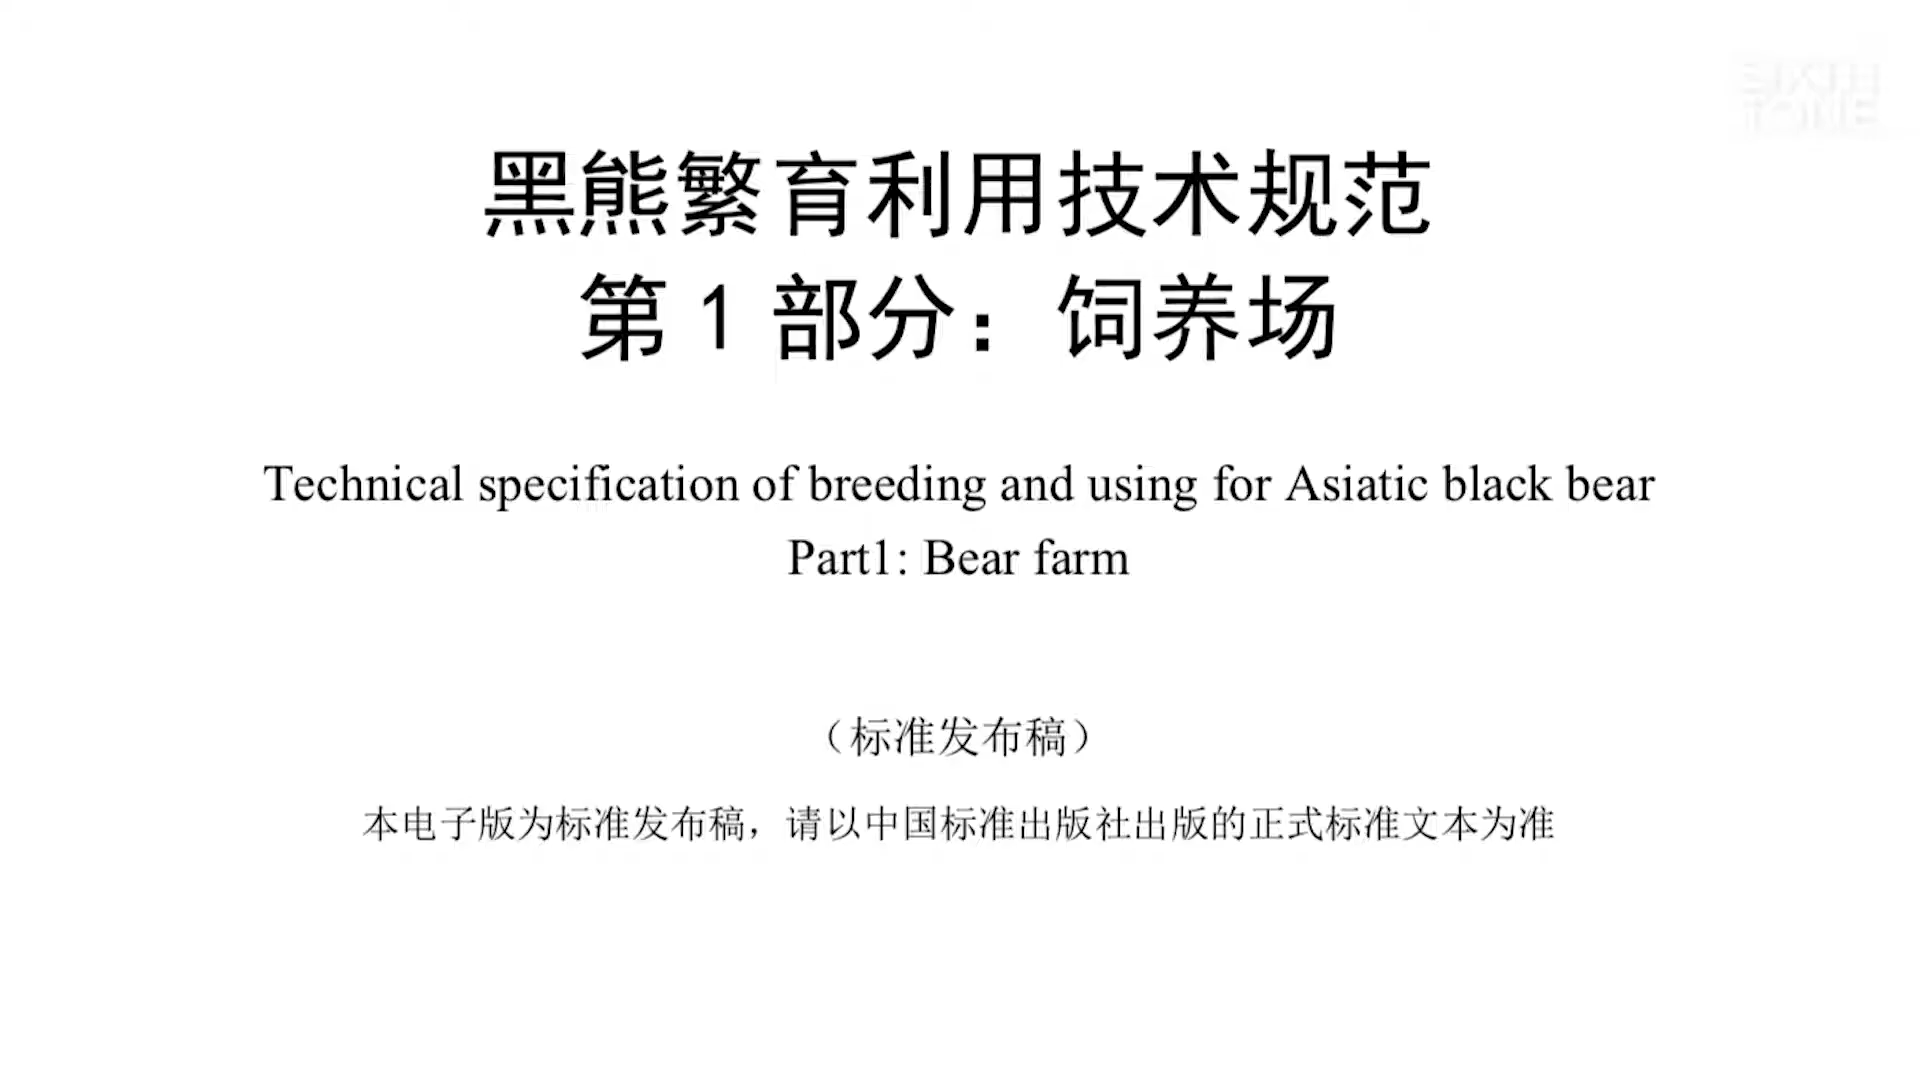 SIXTH
TONE
黑熊繁育利用技术规范
第 1 部分：饲养场
Technical specification of breeding and using for Asiatic black bear
Part1: Bear farm
（标准发布稿）
本电子版为标准发布稿，请以中国标准出版社出版的正式标准文本为准